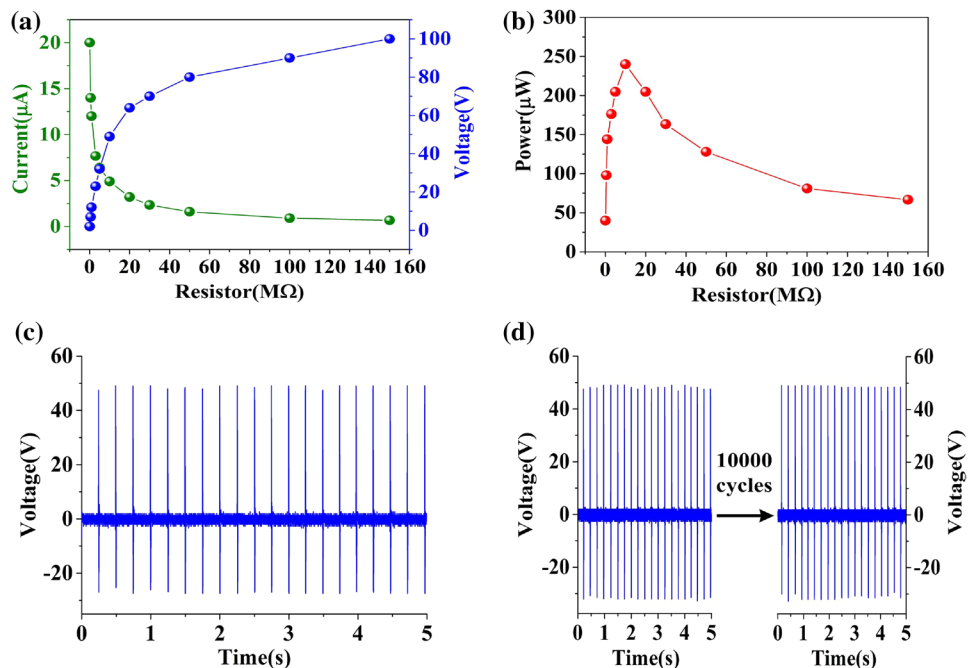 (a)
20
15
10
5
0
Current(μA)
100
80
60
40
20
0
Voltage(V)
0 20 40 60 80 100 120 140 160
Resistor(MΩ)
(b)
300
250
200
150
100
50
0
Power(μW)
0 20 40 60 80 100 120 140 160
Resistor(MΩ)
(c)
60
40
20
0
-20
Voltage(V)
0 1 2 3 4 5
Time(s)
(d)
60
40
20
0
-20
Voltage(V)
0 1 2 3 4 5
Time(s)
10000
cycles
60
40
20
0
-20
Voltage(V)
0 1 2 3 4 5
Time(s)